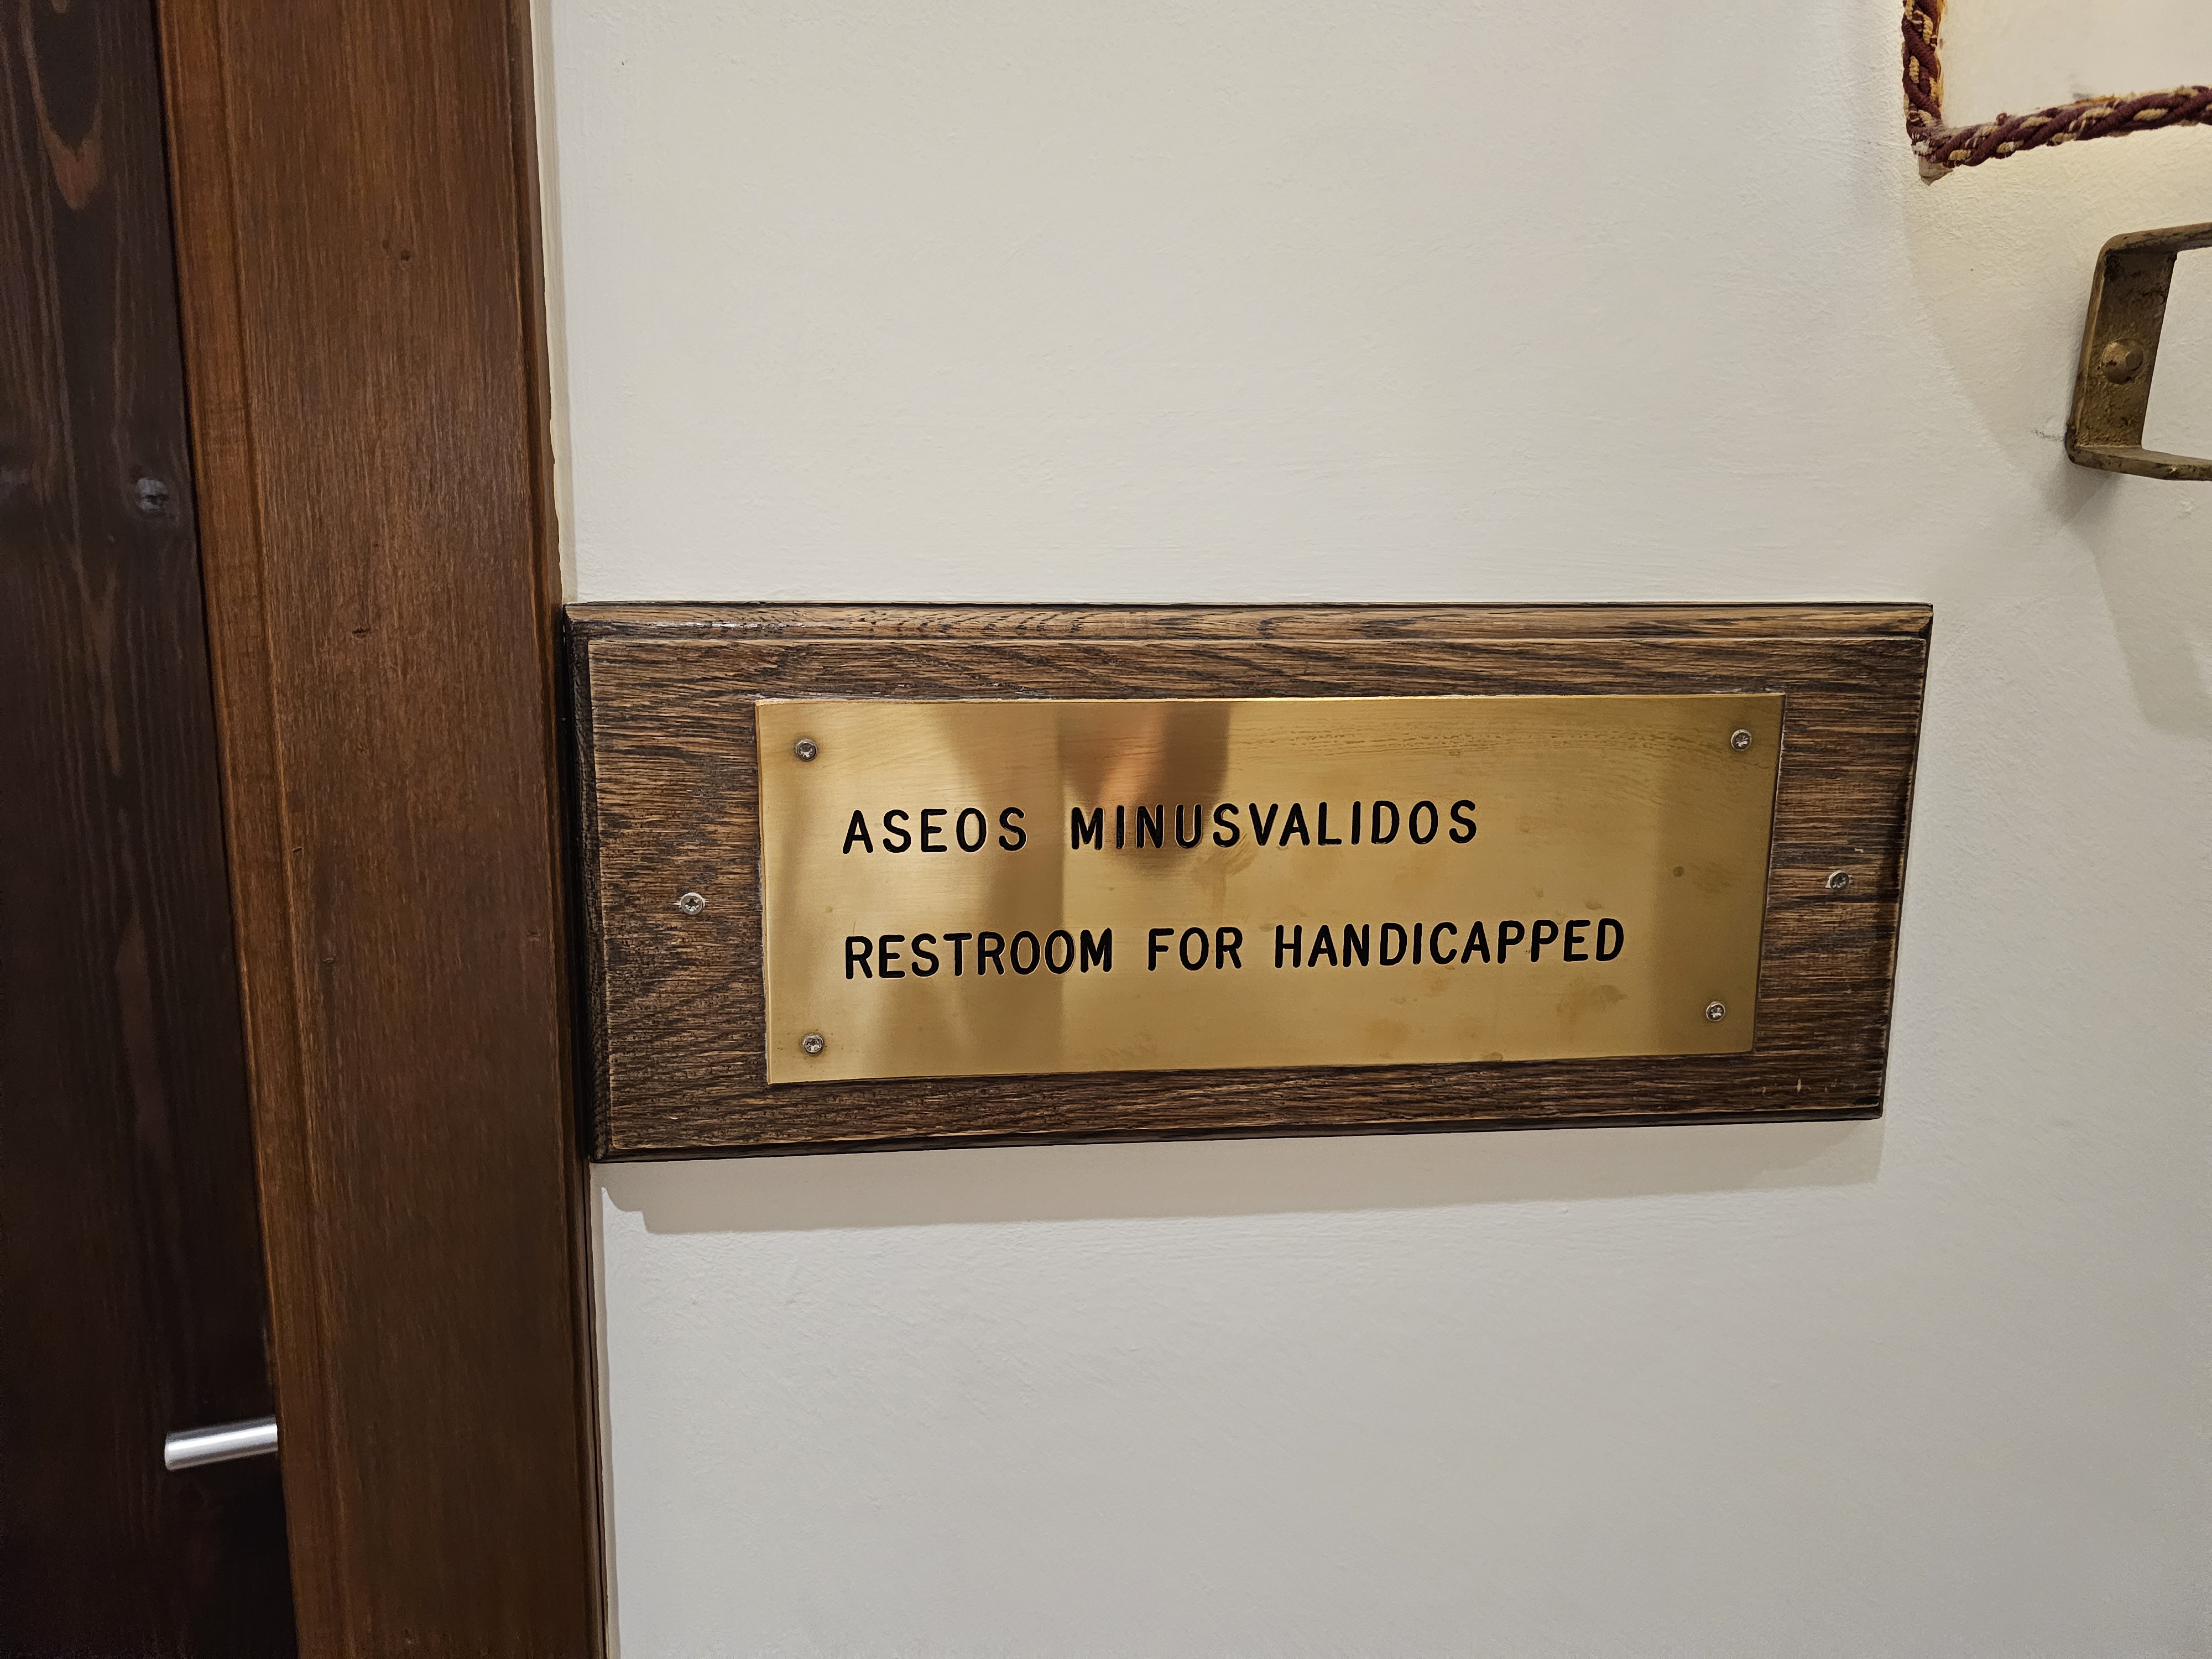 ASEOS MINUSVALIDOS
RESTROOM FOR HANDICAPPED